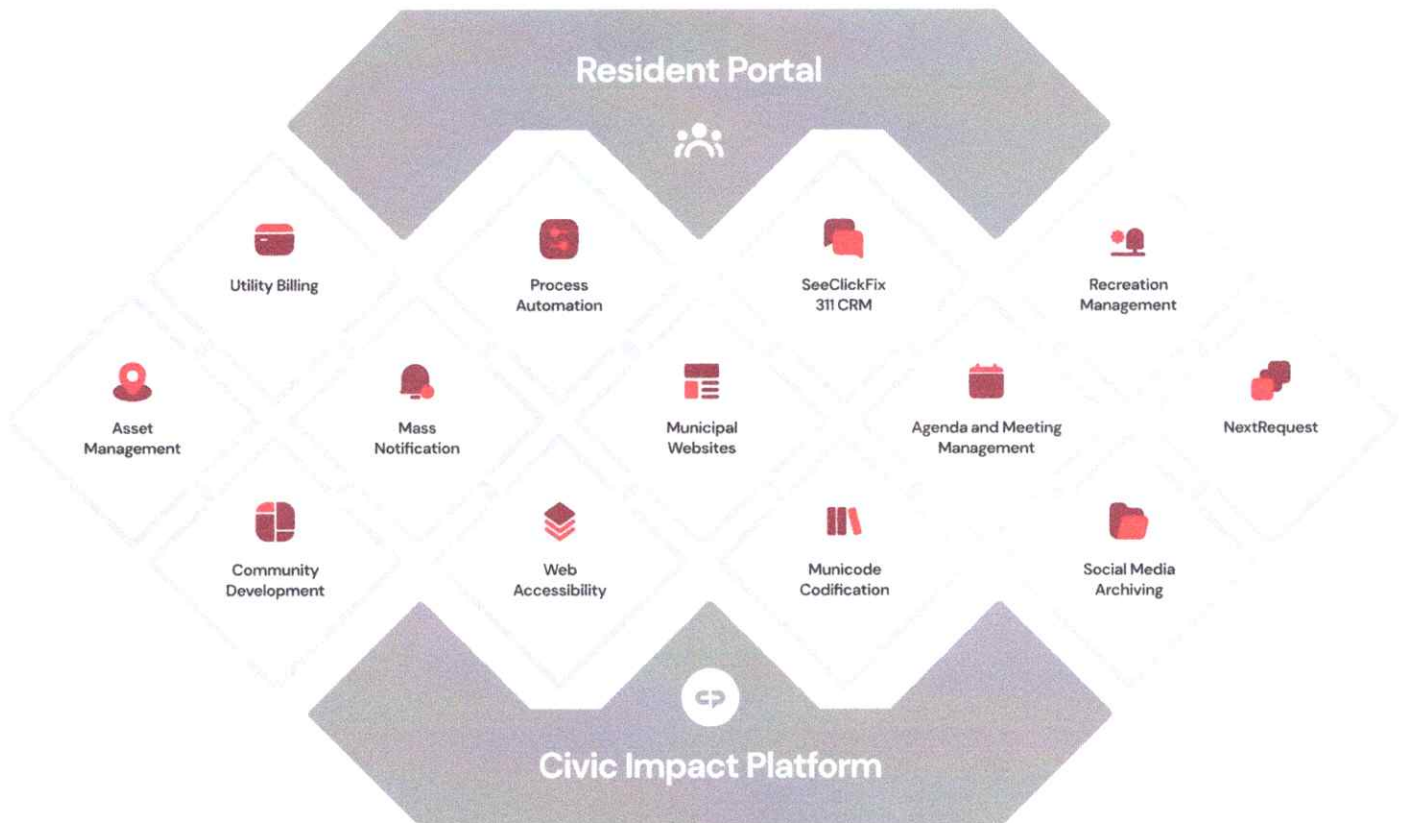 Resident Portal
Utility Billing
Process
Automation
SeeClickFix
311 CRM
Recreation
Management
Asset
Management
Mass
Notification
Municipal
Websites
Agenda and Meeting
Management
NextRequest
Community
Development
Web
Accessibility
Municode
Codification
Social Media
Archiving
Civic Impact Platform